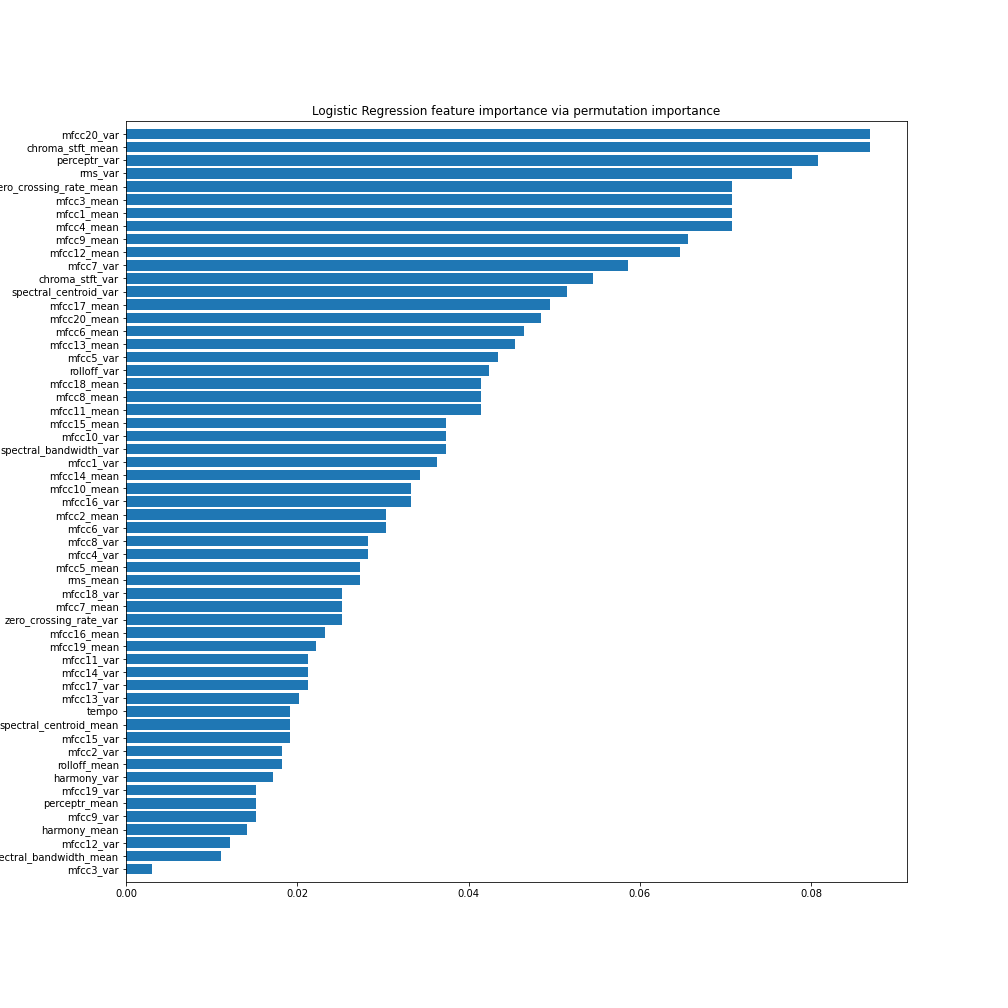 Logistic Regression feature importance via permutation importance
mfcc20_var
chroma_stft_mean
perceptr_var
rms_var
ero_crossing_rate_mean
mfcc3_mean
mfcc1_mean
mfcc4_mean
mfcc9_mean
mfcc12_mean
mfcc7_var
chroma_stft_var
spectral_centroid_var
mfcc17_mean
mfcc20_mean
mfcc6_mean
mfcc13_mean
mfcc5_var
rolloff_var
mfcc18_mean
mfcc8_mean
mfcc11_mean
mfcc15_mean
mfcc10_var
spectral_bandwidth_var
mfcc1_var
mfcc14_mean
mfcc10_mean
mfcc16_var
mfcc2_mean
mfcc6_var
mfcc8_var
mfcc4_var
mfcc5_mean
rms_mean
mfcc18_var
mfcc7_mean
zero_crossing_rate_var
mfcc16_mean
mfcc19_mean
mfcc11_var
mfcc14_var
mfcc17_var
mfcc13_var
tempo
spectral_centroid_mean
mfcc15_var
mfcc2_var
rolloff_mean
harmony_var
mfcc19_var
perceptr_mean
mfcc9_var
harmony_mean
mfcc12_var
ectral_bandwidth_mean
mfcc3_var
0.00 0.02 0.04 0.06 0.08